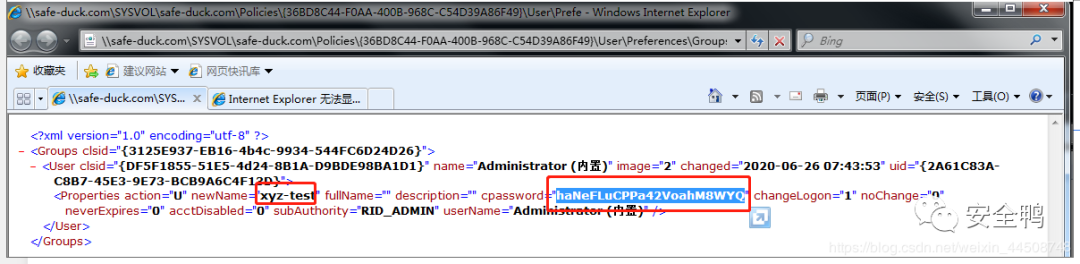 \\safe-duck.com\SYSVOL\safe-duck.com\Policies\{36BD8C44-F0AA-400B-968C-C54D39A86F49}\User\Prefe - Windows Internet Explorer
\\safe-duck.com\SYSVOL\safe-duck.com\Policies\{36BD8C44-F0AA-400B-968C-C54D39A86F49}\User\Preferences\Groups
Bing
收藏夹 建议网站 网页快讯库
\\safe-duck.com\SYS... Internet Explorer 无法显... 页面(P) 安全(S) 工具(O)
<?xml version="1.0" encoding="utf-8" ?>
- <Groups clsid="{3125E937-EB16-4b4c-9934-544FC6D24D26}">
- <User clsid="{DF5F1855-51E5-4d24-8B1A-D9BDE98BA1D1}" name="Administrator (内置)" image="2" changed="2020-06-26 07:43:53" uid="{2A61C83A-
C8B7-45E3-9E73-BCB9A6C4F13D}">
<Properties action="U" newName="xyz-test" fullName="" description="" cpassword="haNeFLuCPPa42VoahM8WYQ" changeLogon="1" noChange="0"
neverExpires="0" acctDisabled="0" subAuthority="RID_ADMIN" userName="Administrator (内置)" />
</User>
</Groups>
安全鸭